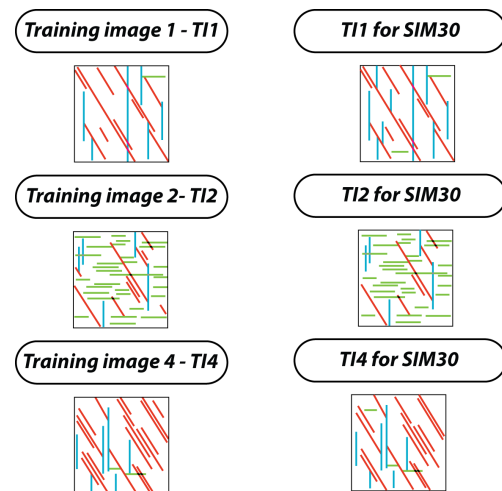 Training image 1 - TI1
TI1 for SIM30
Training image 2- TI2
TI2 for SIM30
Training image 4 - TI4
TI4 for SIM30